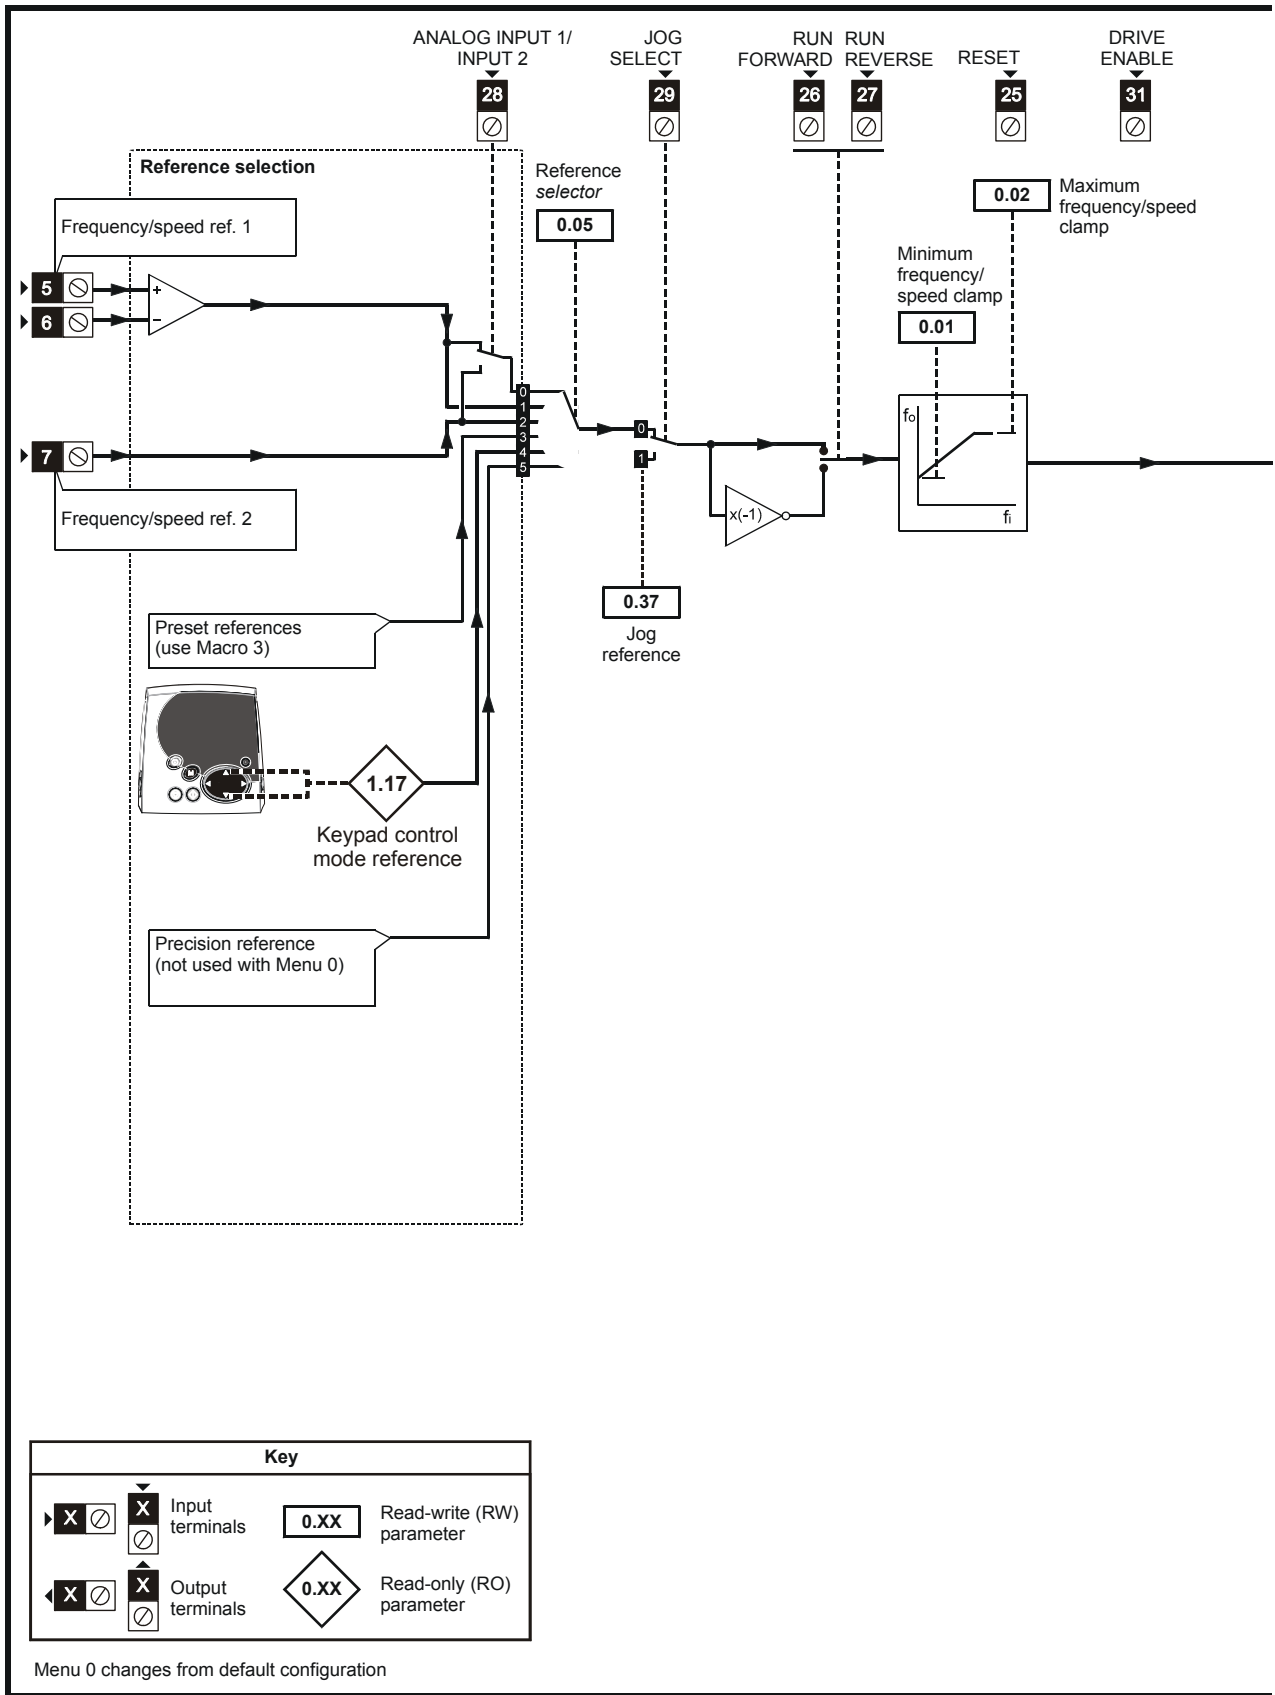 ANALOG INPUT 1/
INPUT 2
28
JOG
SELECT
29
RUN
FORWARD
26
RUN
REVERSE
27
RESET
25
DRIVE
ENABLE
31
Reference selection
Reference
selector
0.05
0.02
Maximum
frequency/speed
clamp
Minimum
frequency/
speed clamp
0.01
Frequency/speed ref. 1
5
6
+
−
7
Frequency/speed ref. 2
0
1
2
3
4
5
0
1
x(-1)
fo
fi
0.37
Jog
reference
Preset references
(use Macro 3)
M
1.17
Keypad control
mode reference
Precision reference
(not used with Menu 0)
Key
X
X
Input
terminals
0.XX
Read-write (RW)
parameter
X
X
Output
terminals
0.XX
Read-only (RO)
parameter
Menu 0 changes from default configuration